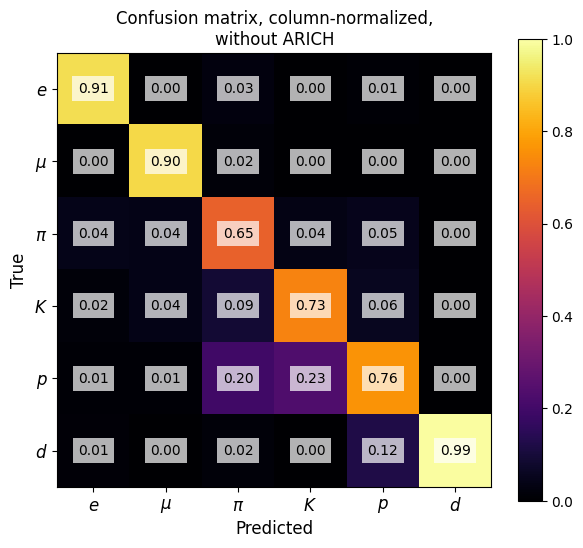 Confusion matrix, column-normalized,
without ARICH
1.0
e 0.91 0.00 0.03 0.00 0.01 0.00
μ 0.00 0.90 0.02 0.00 0.00 0.00
0.8
π 0.04 0.04 0.65 0.04 0.05 0.00
0.6
True
K 0.02 0.04 0.09 0.73 0.06 0.00
0.4
p 0.01 0.01 0.20 0.23 0.76 0.00
0.2
d 0.01 0.00 0.02 0.00 0.12 0.99
0.0
e μ π K p d
Predicted